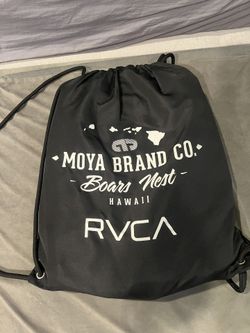 MOYA BRAND CO.
- Boars Nest -
HAWAII
RVCA